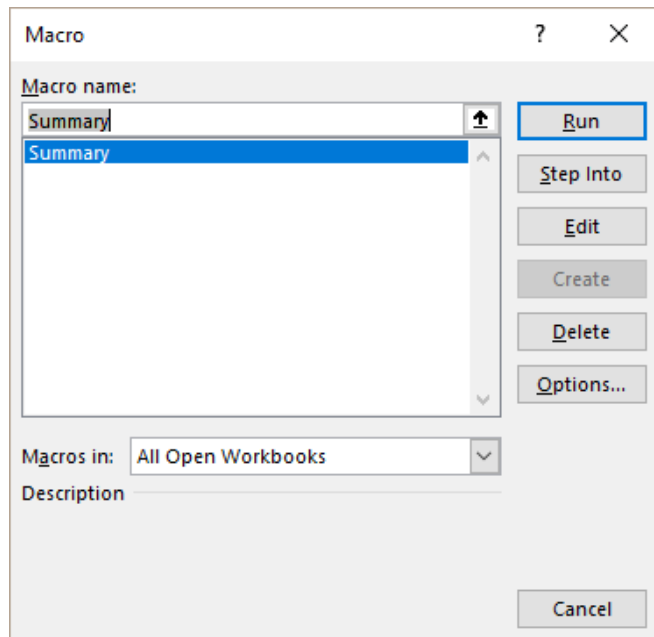 Macro
?
Macro name:
Summary
Run
Summary
Step Into
Edit
Create
Delete
Options...
Macros in:
All Open Workbooks
Description
Cancel